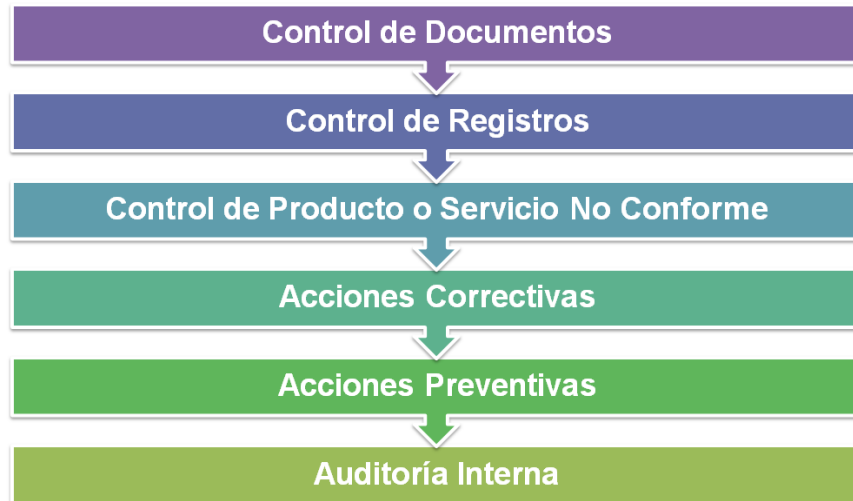 Control de Documentos
Control de Registros
Control de Producto o Servicio No Conforme
Acciones Correctivas
Acciones Preventivas
Auditoría Interna